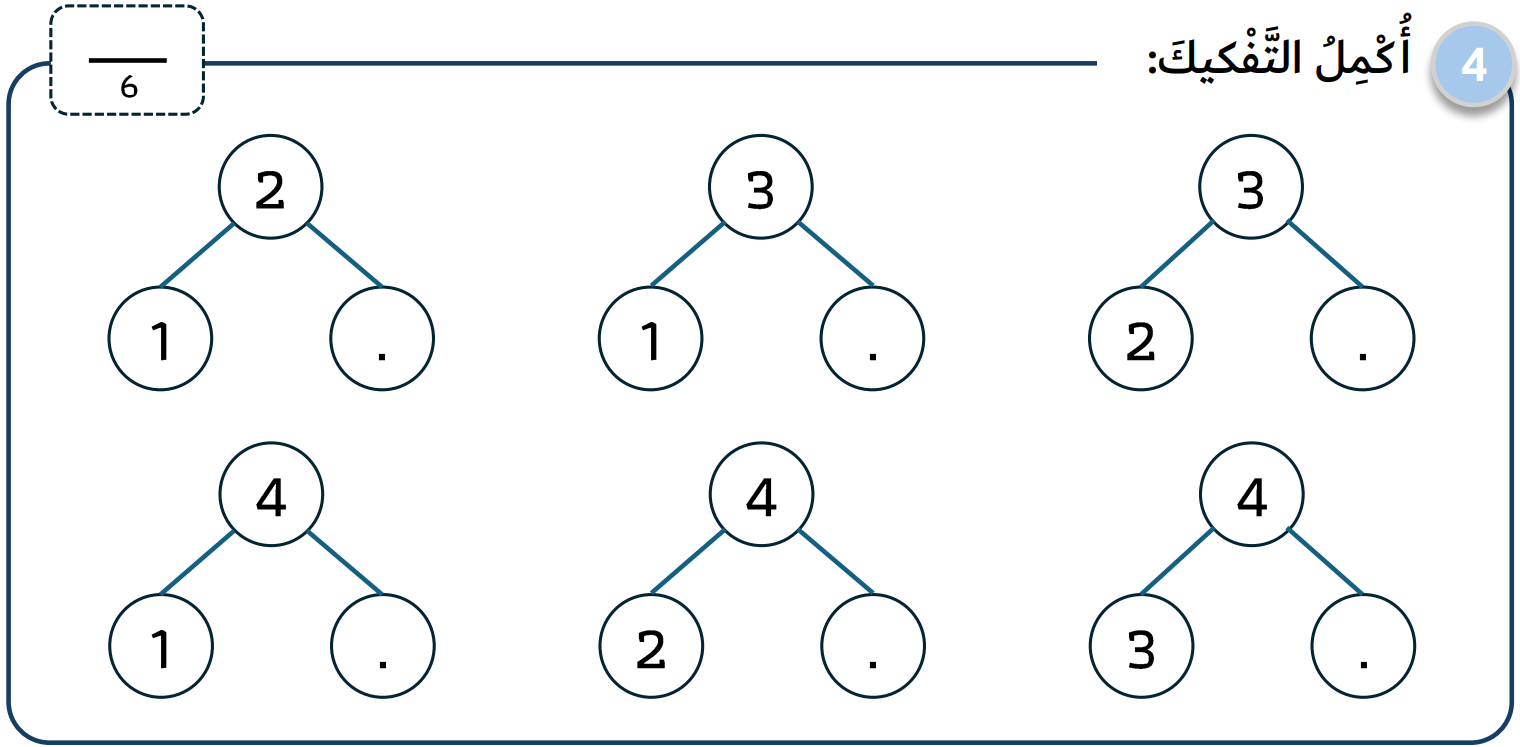 4 أُكْمِلُ التَّفْكيكَ:
6
2 3 3
1 . 1 . 2 .
4 4 4
1 . 2 . 3 .